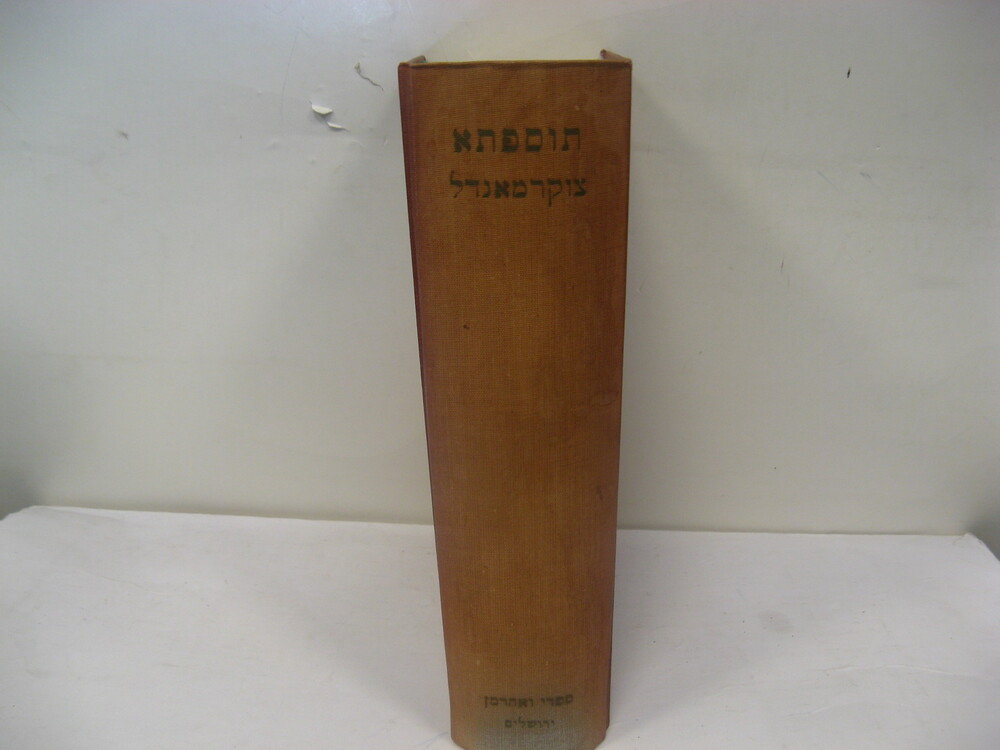 תוספתא
צוקרמאנדל
ספרי ואהרמן
ירושלים